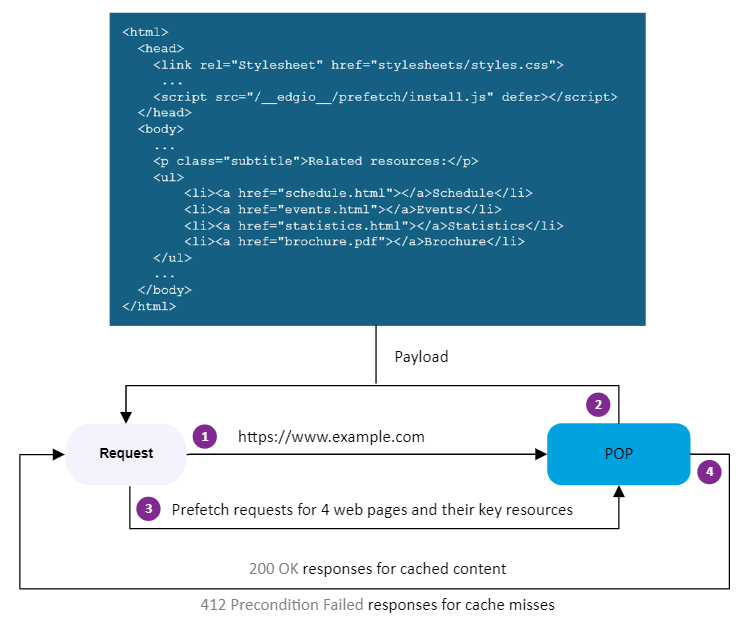 <html>
<head>
<link rel="Stylesheet" href="stylesheets/styles.css">
...
<script src="/__edgio__/prefetch/install.js" defer></script>
</head>
<body>
...
<p class="subtitle">Related resources:</p>
<ul>
<li><a href="schedule.html"></a>Schedule</li>
<li><a href="events.html"></a>Events</li>
<li><a href="statistics.html"></a>Statistics</li>
<li><a href="brochure.pdf"></a>Brochure</li>
</ul>
...
</body>
</html>
Payload
2
1 https://www.example.com
Request
POP
4
3 Prefetch requests for 4 web pages and their key resources
200 OK responses for cached content
412 Precondition Failed responses for cache misses